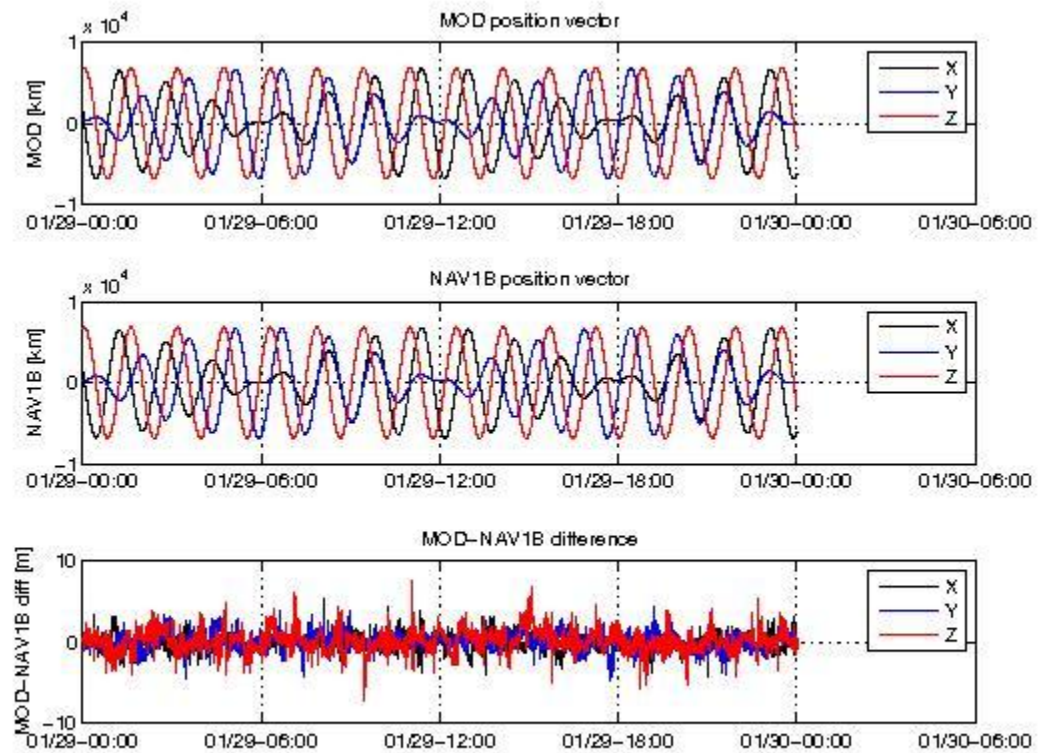 MOD position vector
x 10^4
1
0
−1
MOD [km]
X
Y
Z
01/29−00:00 01/29−06:00 01/29−12:00 01/29−18:00 01/30−00:00 01/30−06:00
NAV1B position vector
x 10^4
1
0
−1
NAV1B [km]
X
Y
Z
01/29−00:00 01/29−06:00 01/29−12:00 01/29−18:00 01/30−00:00 01/30−06:00
MOD−NAV1B difference
10
0
−10
MOD−NAV1B diff [m]
X
Y
Z
01/29−00:00 01/29−06:00 01/29−12:00 01/29−18:00 01/30−00:00 01/30−06:00